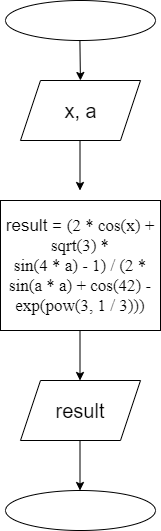 x, a
result = (2 * cos(x) +
sqrt(3) *
sin(4 * a) - 1) / (2 *
sin(a * a) + cos(42) -
exp(pow(3, 1 / 3)))
result